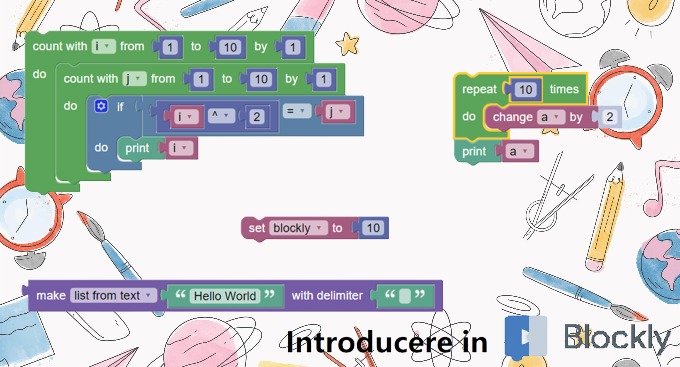 count with i from 1 to 10 by 1
do count with j from 1 to 10 by 1
do if i ^ 2 = j
do print i
repeat 10 times
do change a by 2
print a
set blockly to 10
make list from text “ Hello World ” with delimiter “ ”
Introducere in Blockly